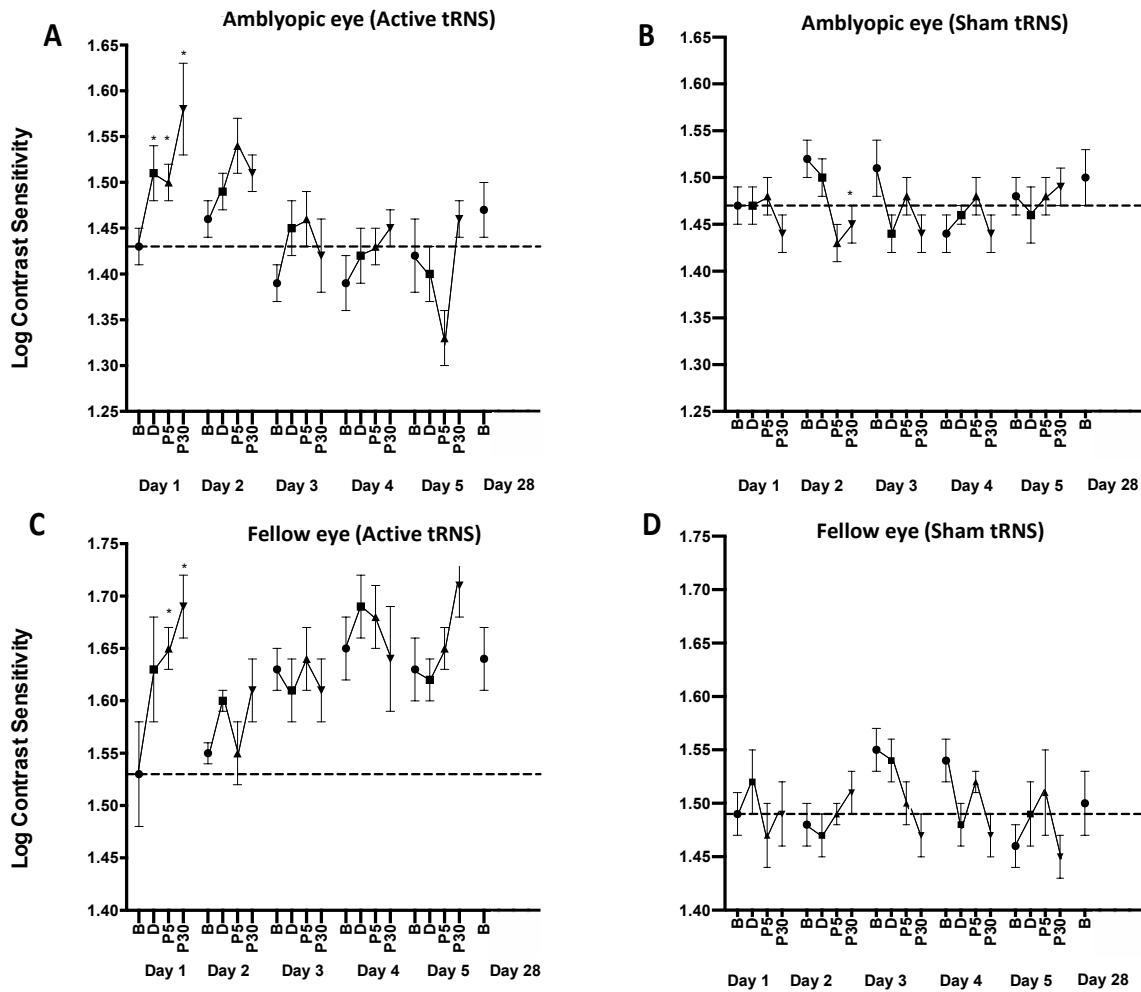 A
Amblyopic eye (Active tRNS)
Log Contrast Sensitivity
1.65
1.60
1.55
1.50
1.45
1.40
1.35
1.30
1.25
* * *
B D P5 P30 B D P5 P30 B D P5 P30 B D P5 P30 B D P5 P30 B
Day 1 Day 2 Day 3 Day 4 Day 5 Day 28
B
Amblyopic eye (Sham tRNS)
1.65
1.60
1.55
1.50
1.45
1.40
1.35
1.30
1.25
*
B D P5 P30 B D P5 P30 B D P5 P30 B D P5 P30 B D P5 P30 B
Day 1 Day 2 Day 3 Day 4 Day 5 Day 28
C
Fellow eye (Active tRNS)
Log Contrast Sensitivity
1.75
1.70
1.65
1.60
1.55
1.50
1.45
1.40
* *
B D P5 P30 B D P5 P30 B D P5 P30 B D P5 P30 B D P5 P30 B
Day 1 Day 2 Day 3 Day 4 Day 5 Day 28
D
Fellow eye (Sham tRNS)
1.75
1.70
1.65
1.60
1.55
1.50
1.45
1.40
B D P5 P30 B D P5 P30 B D P5 P30 B D P5 P30 B D P5 P30 B
Day 1 Day 2 Day 3 Day 4 Day 5 Day 28